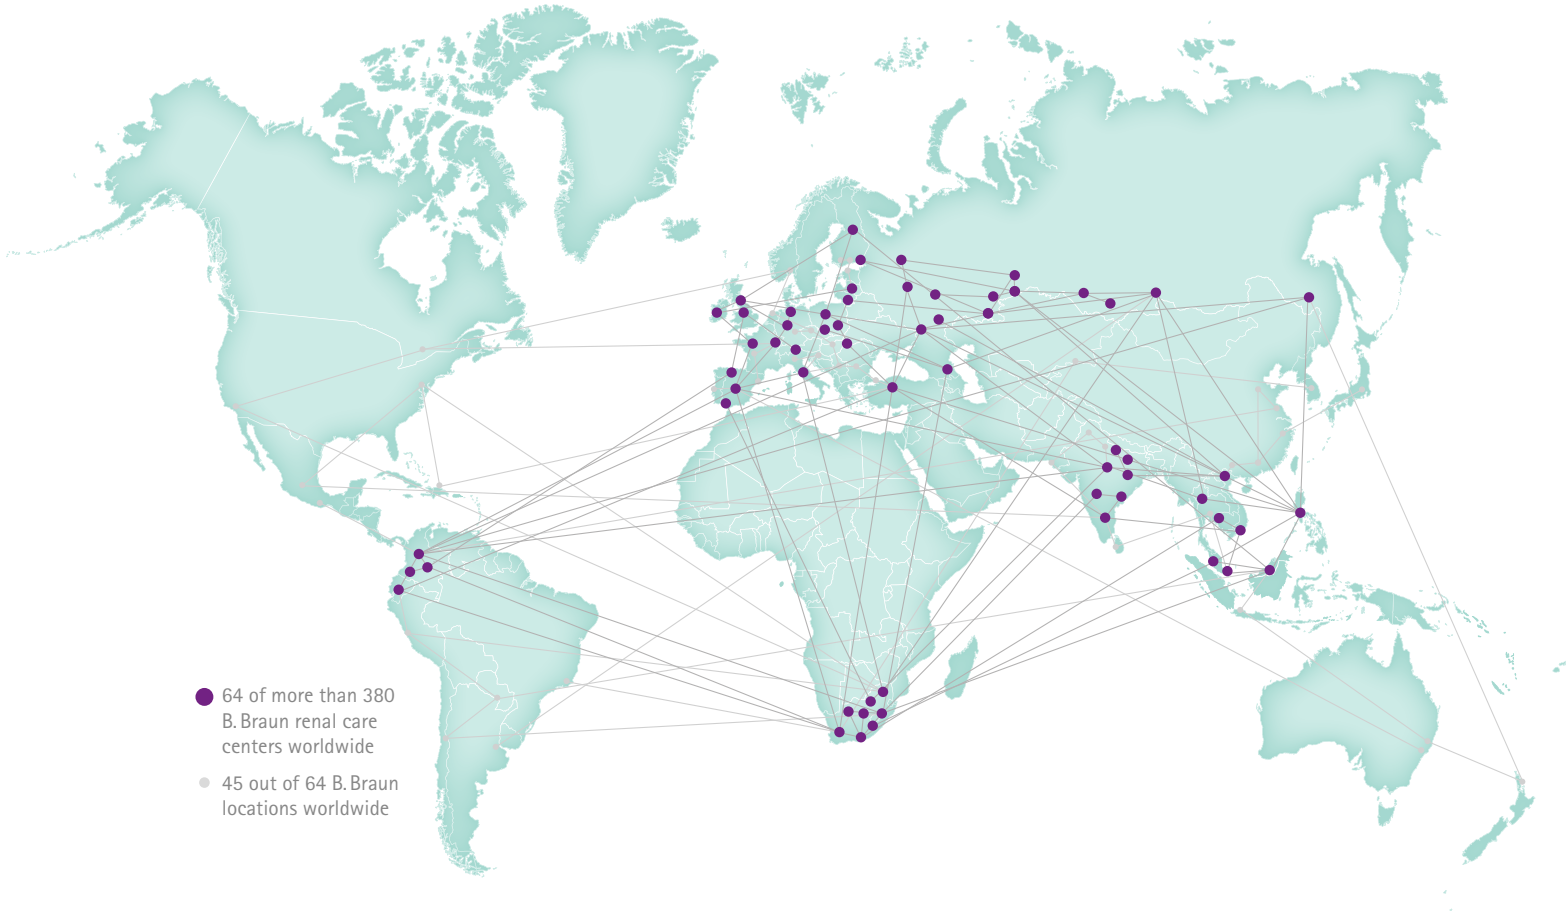 64 of more than 380
B. Braun renal care
centers worldwide
45 out of 64 B. Braun
locations worldwide